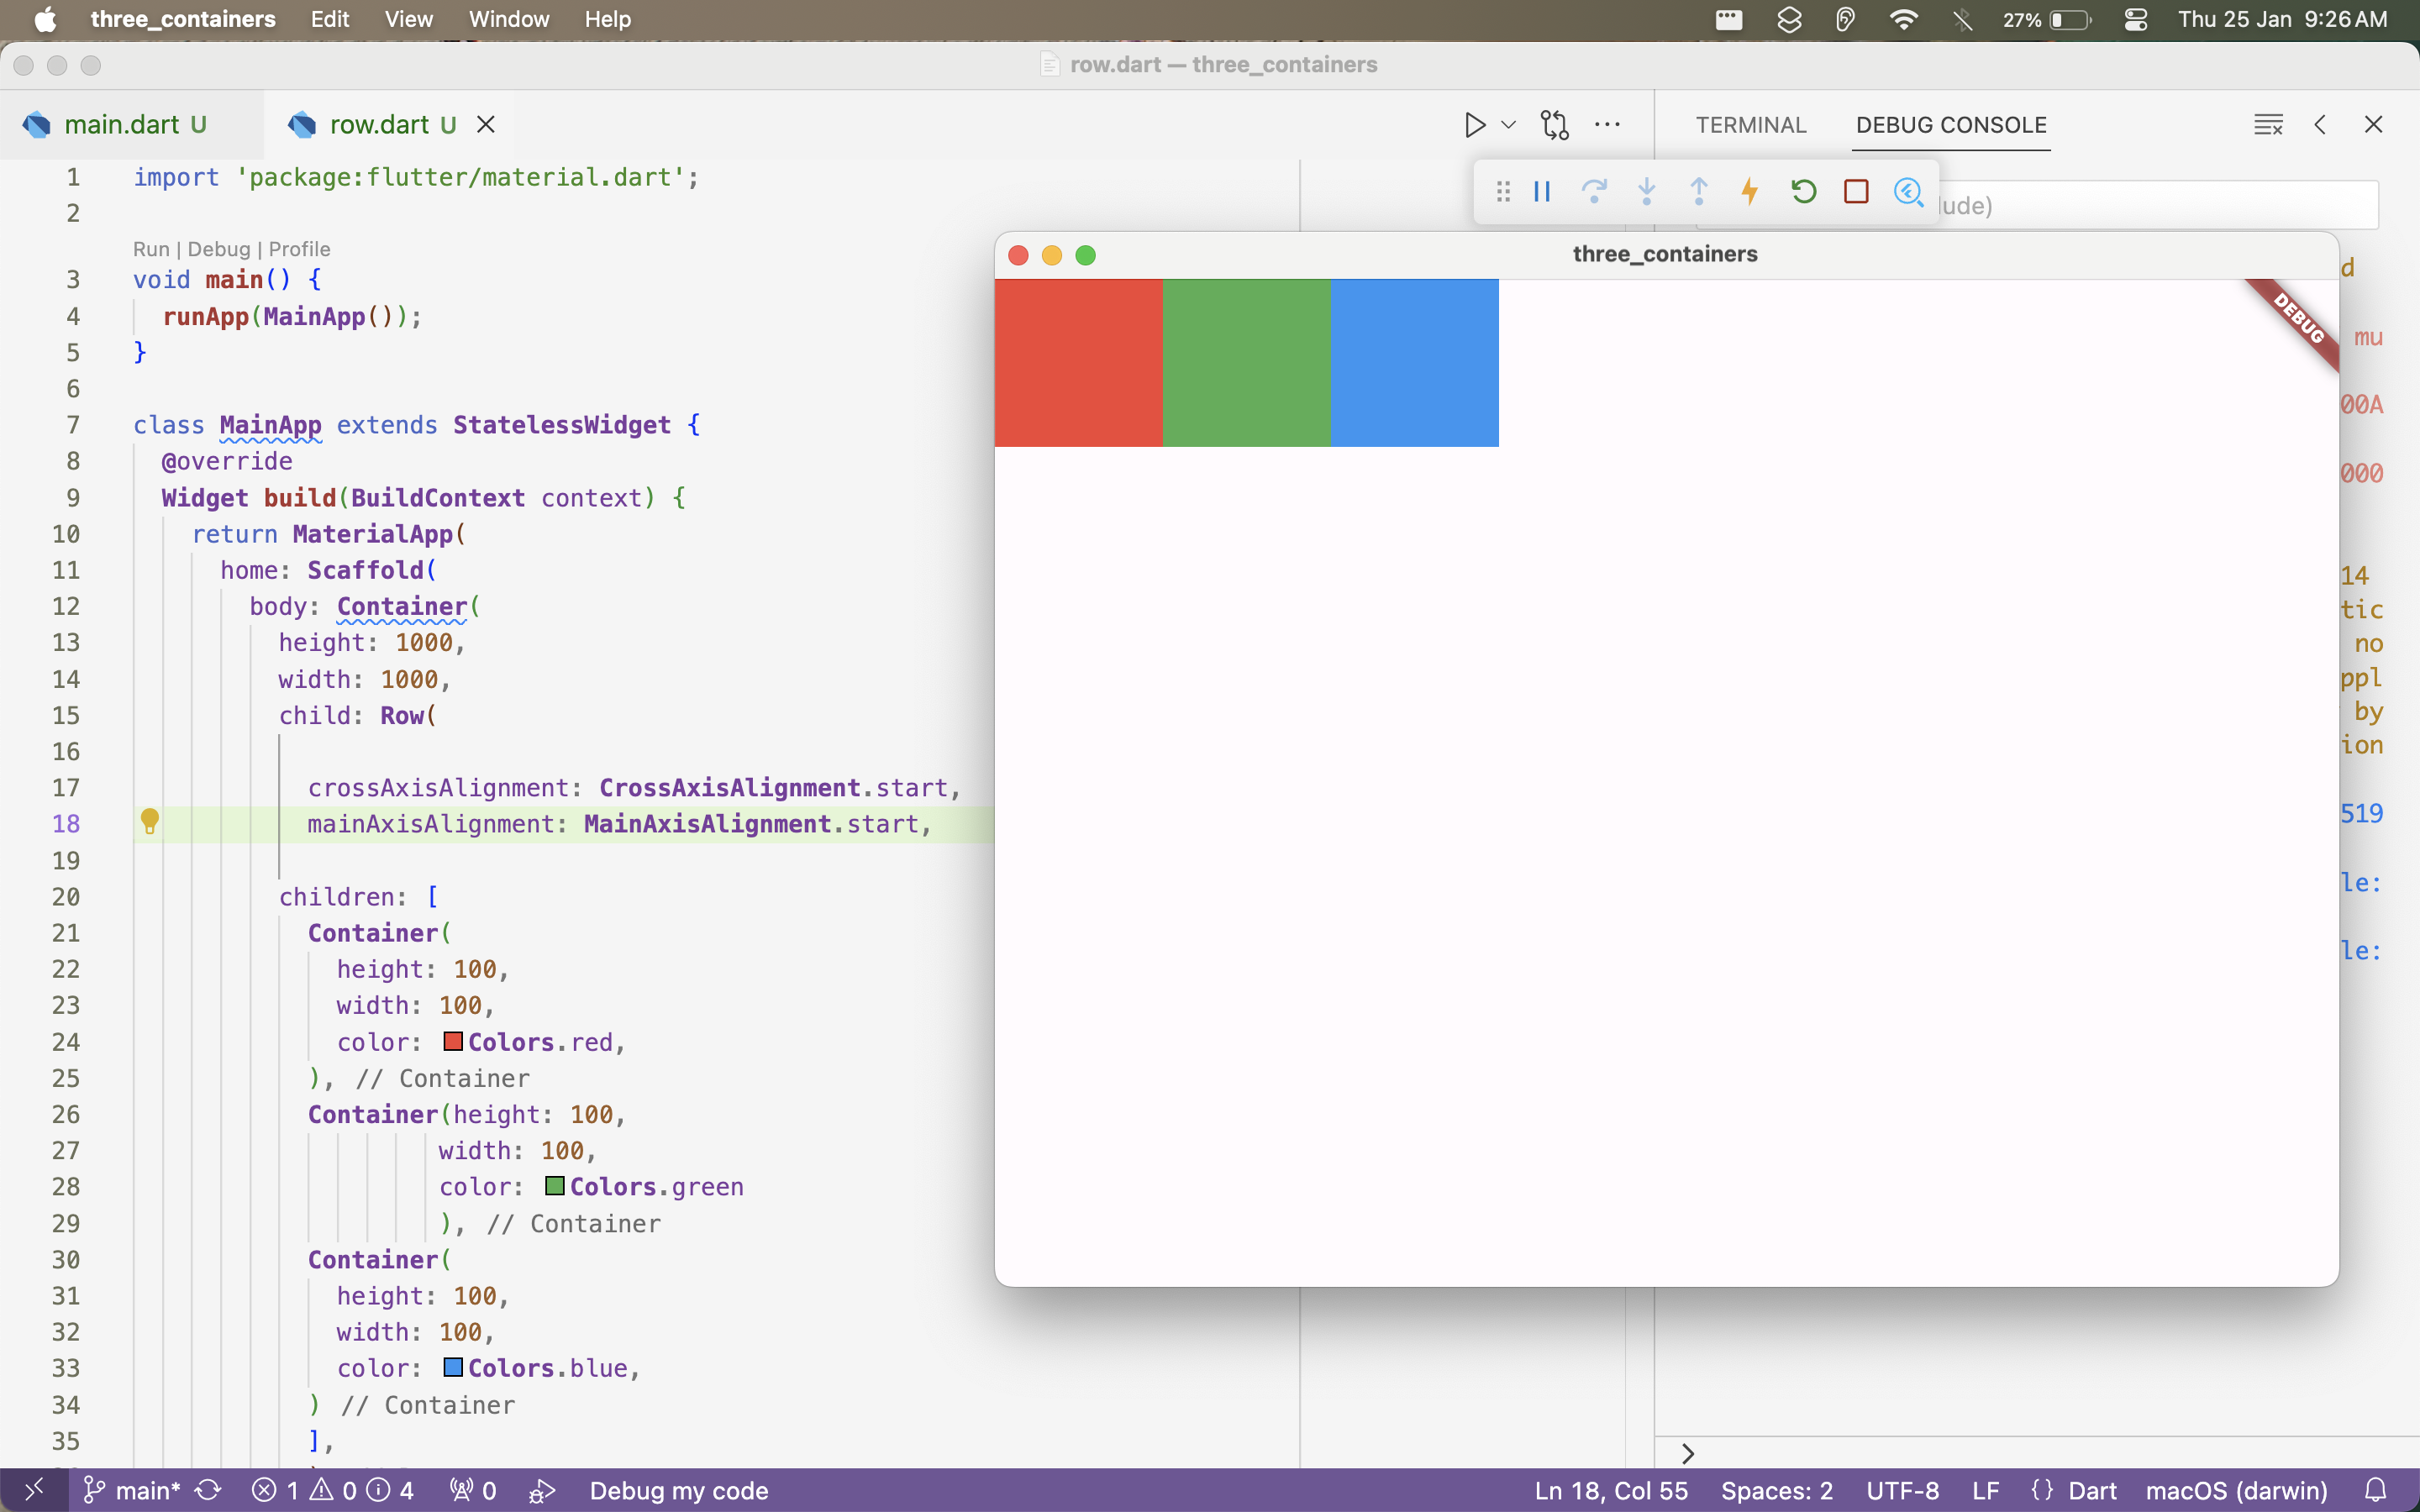 three_containers Edit View Window Help 27% Thu 25 Jan 9:26 AM
row.dart — three_containers
main.dart U row.dart U TERMINAL DEBUG CONSOLE
1 import 'package:flutter/material.dart';
2
lude)
Run | Debug | Profile
3 void main() {
4 runApp(MainApp());
5 }
6
7 class MainApp extends StatelessWidget {
8 @override
9 Widget build(BuildContext context) {
10 return MaterialApp(
11 home: Scaffold(
12 body: Container(
13 height: 1000,
14 width: 1000,
15 child: Row(
16
17 crossAxisAlignment: CrossAxisAlignment.start,
18 mainAxisAlignment: MainAxisAlignment.start,
19
20 children: [
21 Container(
22 height: 100,
23 width: 100,
24 color: Colors.red,
25 ), // Container
26 Container(height: 100,
27 width: 100,
28 color: Colors.green
29 ), // Container
30 Container(
31 height: 100,
32 width: 100,
33 color: Colors.blue,
34 ) // Container
35 ],
three_containers
DEBUG
d
mu
00A
000
14
tic
no
ppl
by
ion
519
le:
le:
main* 1 0 4 0 Debug my code Ln 18, Col 55 Spaces: 2 UTF-8 LF {} Dart macOS (darwin)